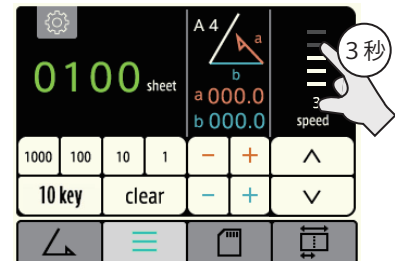 A 4
a
3 秒
b
0100 sheet
a 000.0
b 000.0
3
speed
1000 100 10 1 − + ∧
10 key clear − + ∨